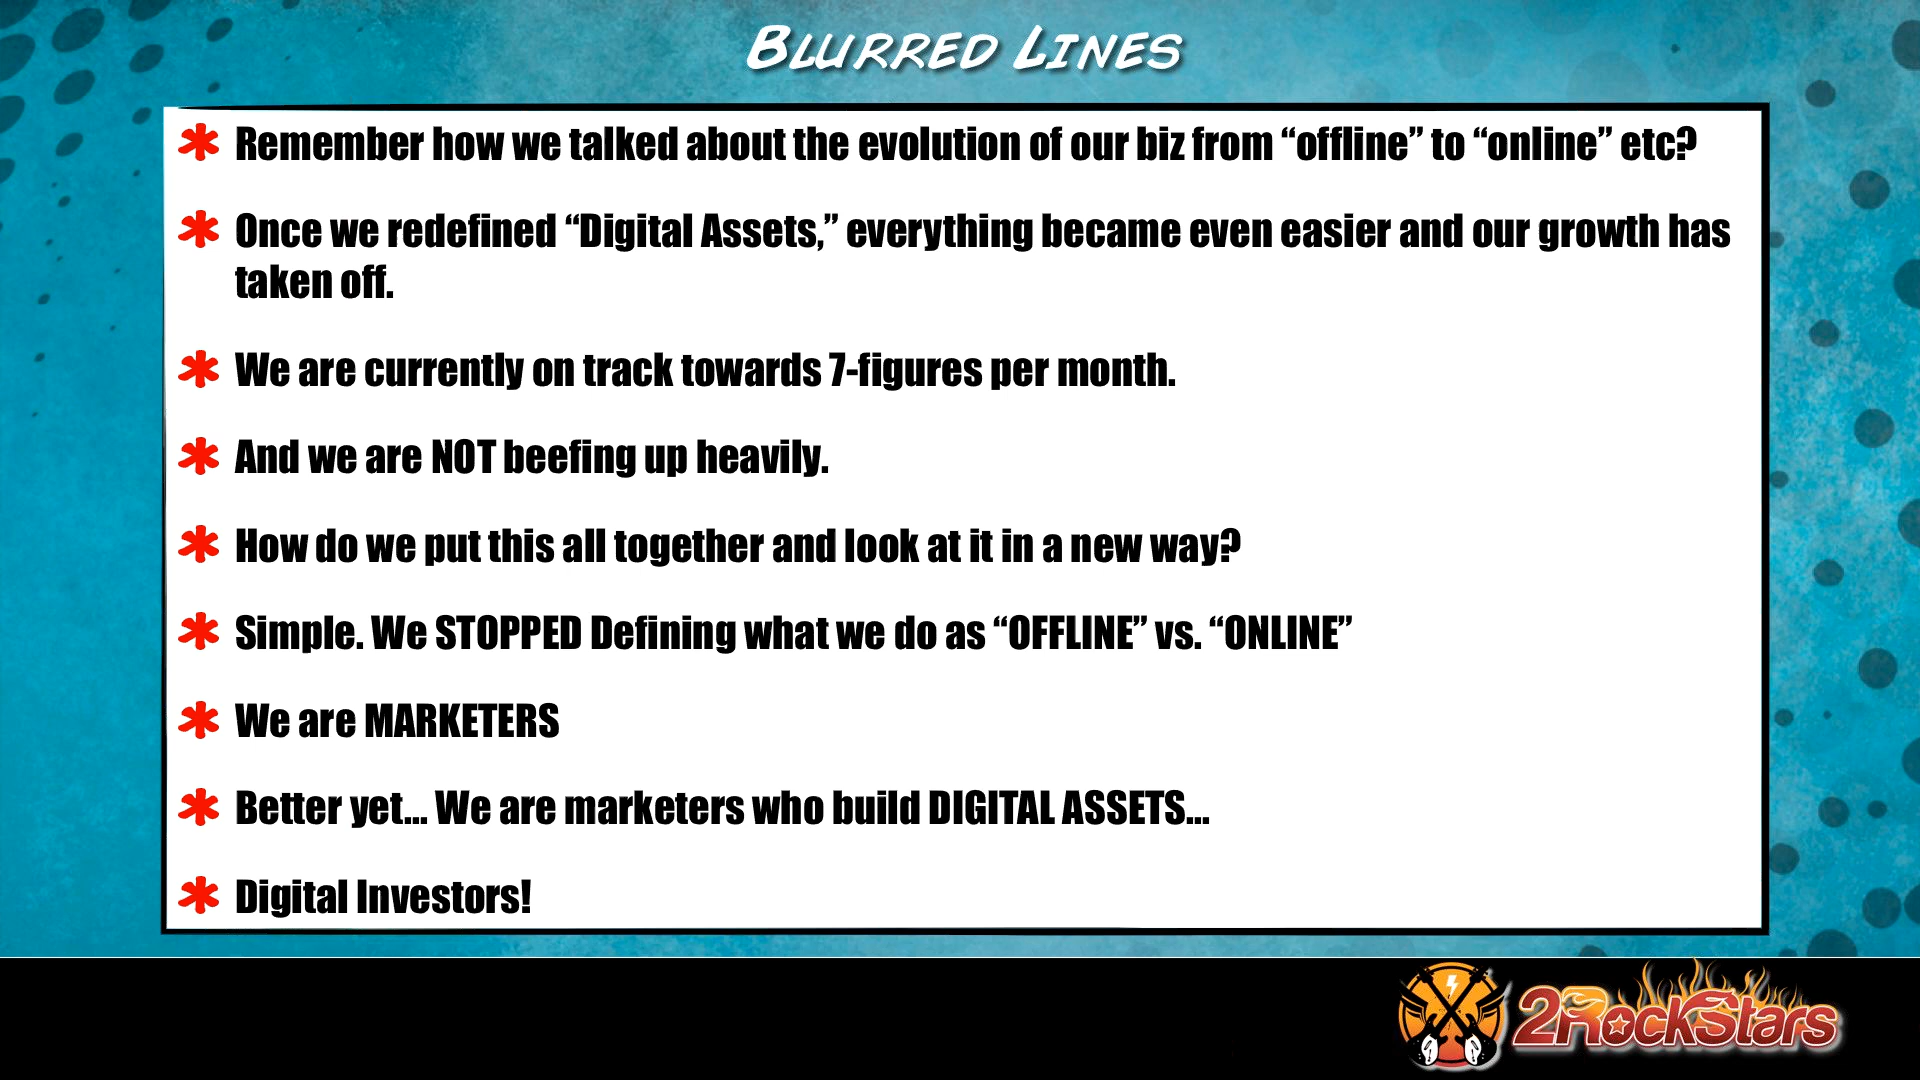 Blurred Lines
Remember how we talked about the evolution of our biz from “offline” to “online” etc?
Once we redefined “Digital Assets,” everything became even easier and our growth has
taken off.
We are currently on track towards 7-figures per month.
And we are NOT beefing up heavily.
How do we put this all together and look at it in a new way?
Simple. We STOPPED Defining what we do as “OFFLINE” vs. “ONLINE”
We are MARKETERS
Better yet... We are marketers who build DIGITAL ASSETS...
Digital Investors!
2RockStars